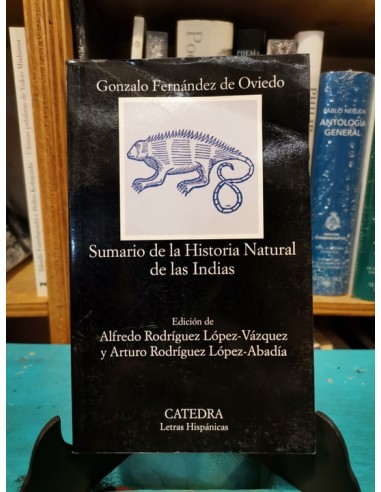 Gonzalo Fernández de Oviedo
Sumario de la Historia Natural
de las Indias
Edición de
Alfredo Rodríguez López-Vázquez
y Arturo Rodríguez López-Abadía
CATEDRA
Letras Hispánicas
PABLO NERUDA
ANTOLOGÍA
GENERAL